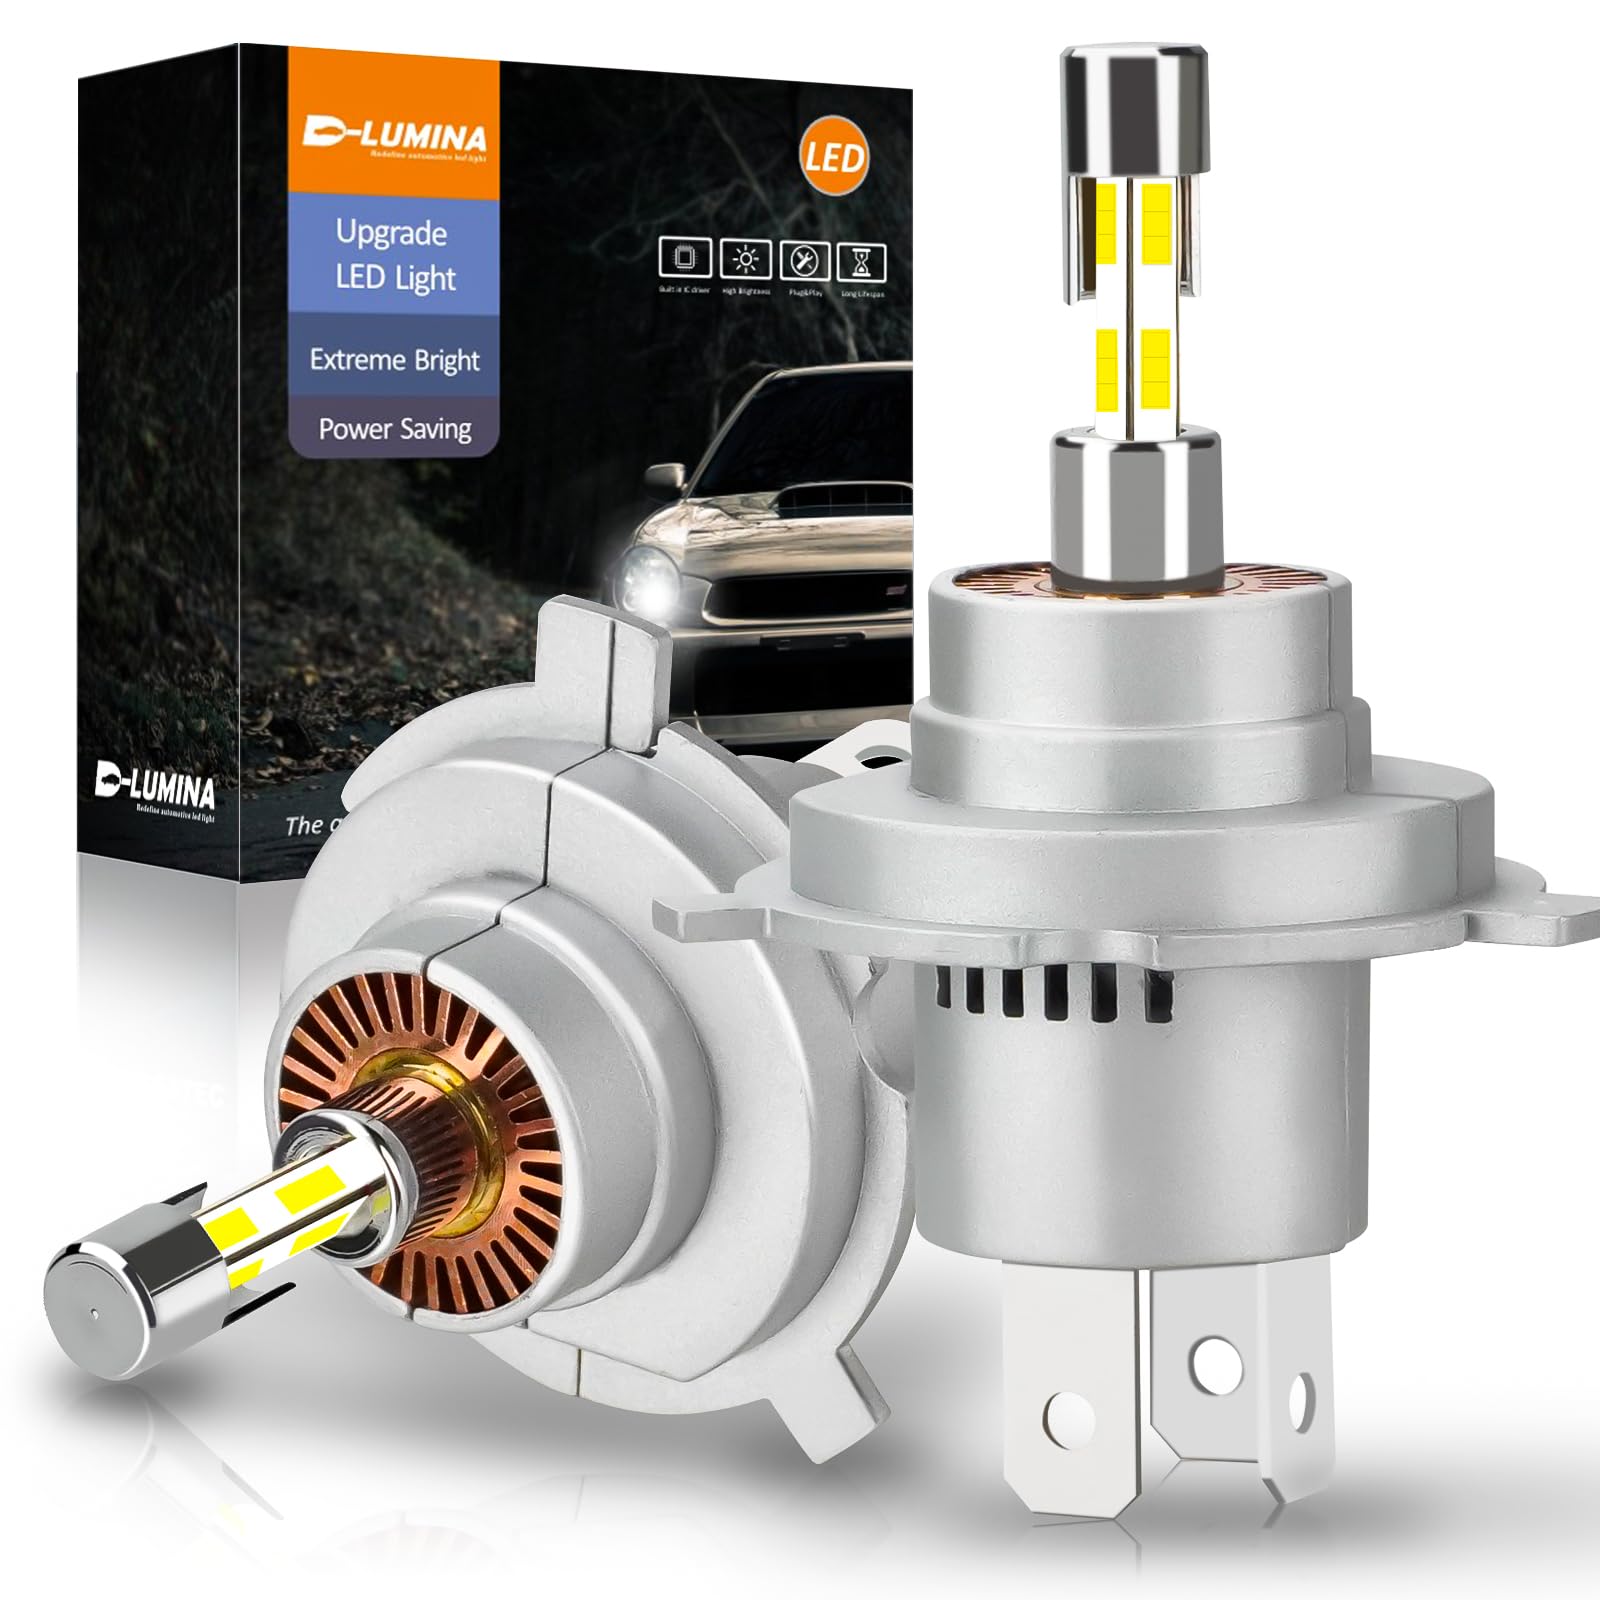 D-LUMINA
Redefine automotive led light
Upgrade
LED Light
Extreme Bright
Power Saving
LED
Built in IC driver
High Brightness
Plug&Play
Long Lifespan
D-LUMINA
Redefine automotive led light
The